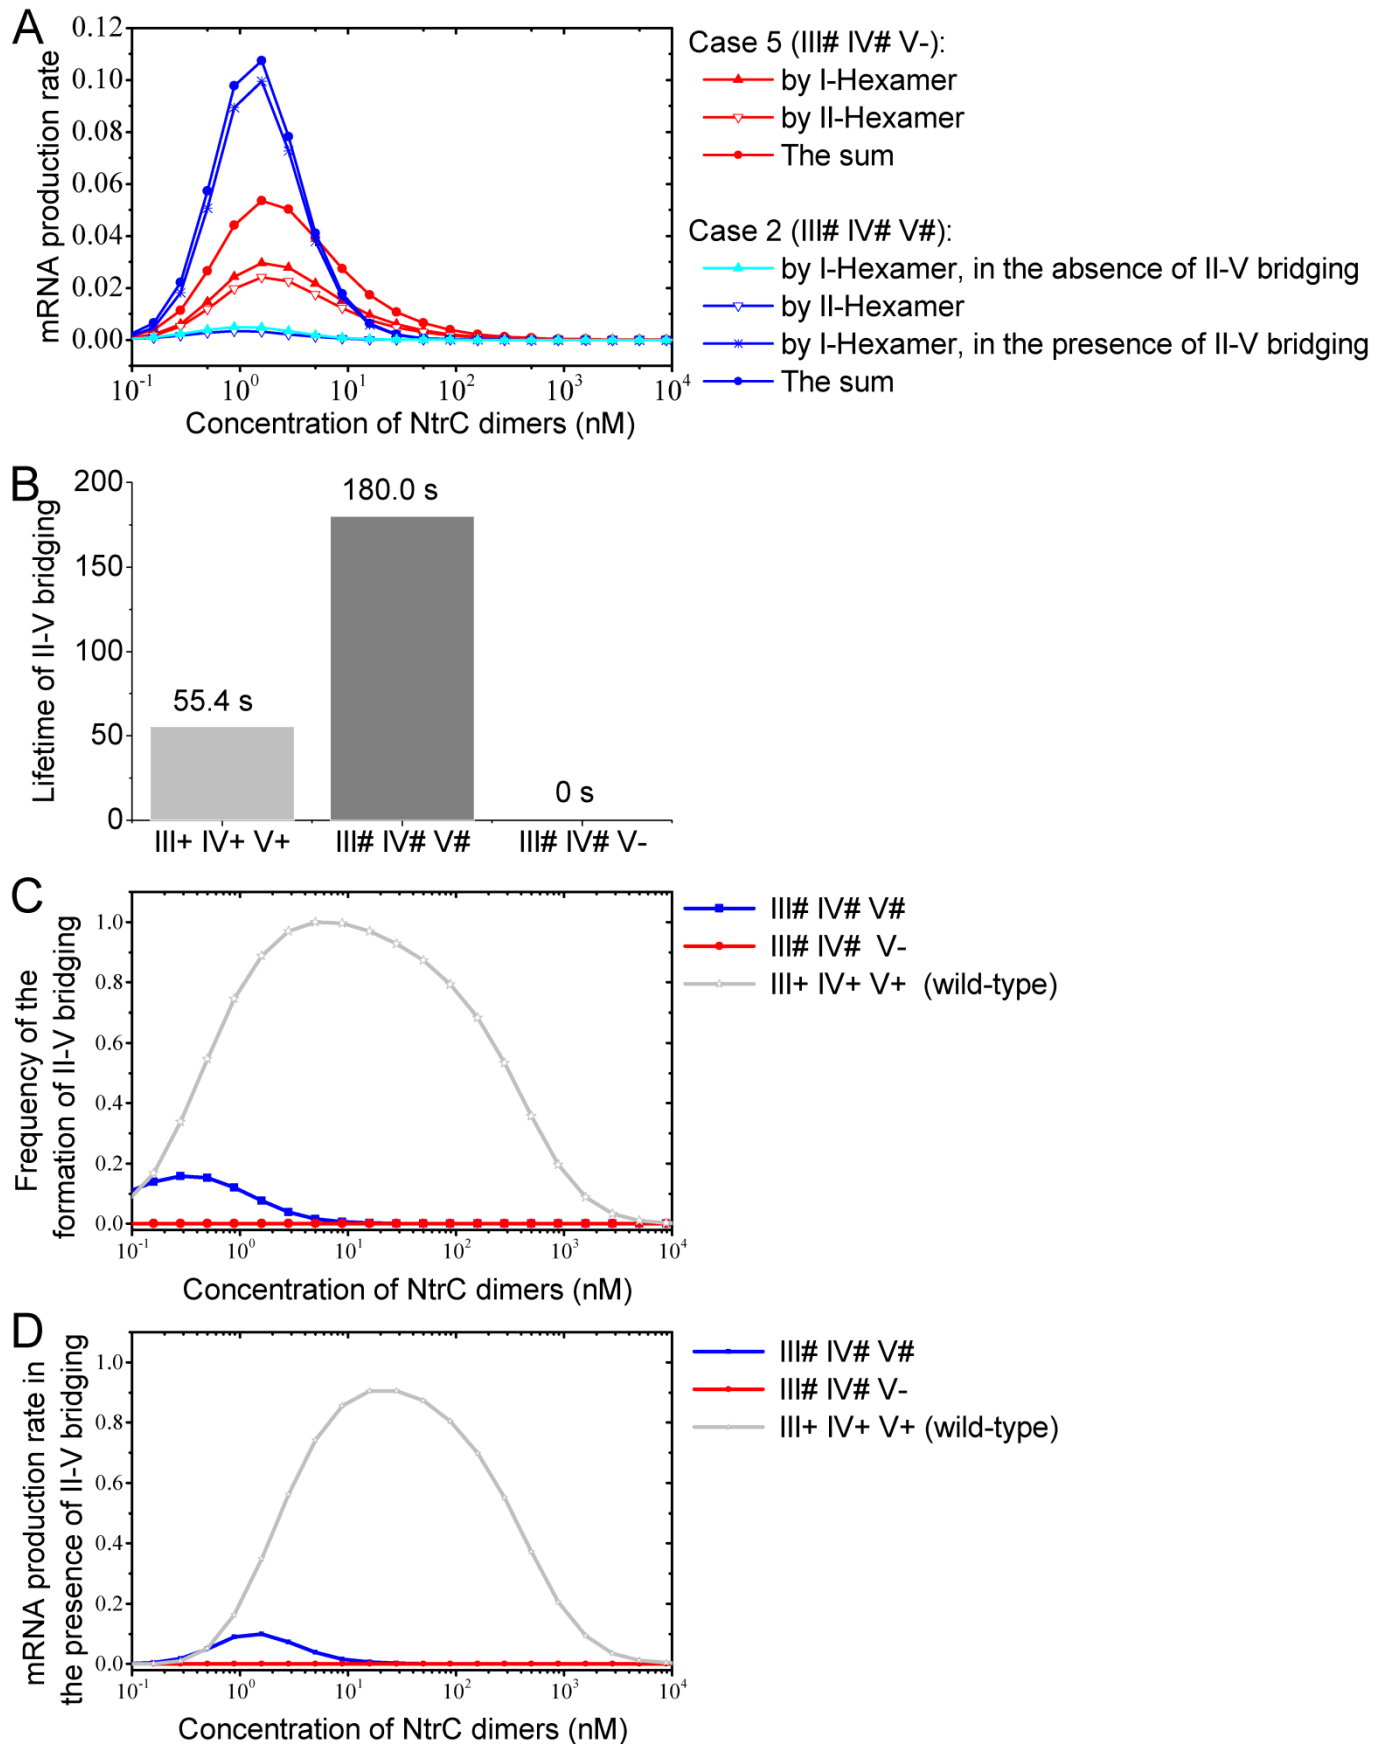 A
mRNA production rate
0.12
0.10
0.08
0.06
0.04
0.02
0.00
10-1
100
101
102
103
104
Concentration of NtrC dimers (nM)
Case 5 (III# IV# V-):
by I-Hexamer
by II-Hexamer
The sum
Case 2 (III# IV# V#):
by I-Hexamer, in the absence of II-V bridging
by II-Hexamer
by I-Hexamer, in the presence of II-V bridging
The sum
B
Lifetime of II-V bridging
200
150
100
50
0
55.4 s
180.0 s
0 s
III+ IV+ V+
III# IV# V#
III# IV# V-
C
Frequency of the
formation of II-V bridging
1.0
0.8
0.6
0.4
0.2
0.0
10-1
100
101
102
103
104
Concentration of NtrC dimers (nM)
III# IV# V#
III# IV# V-
III+ IV+ V+ (wild-type)
D
mRNA production rate in
the presence of II-V bridging
1.0
0.8
0.6
0.4
0.2
0.0
10-1
100
101
102
103
104
Concentration of NtrC dimers (nM)
III# IV# V#
III# IV# V-
III+ IV+ V+ (wild-type)